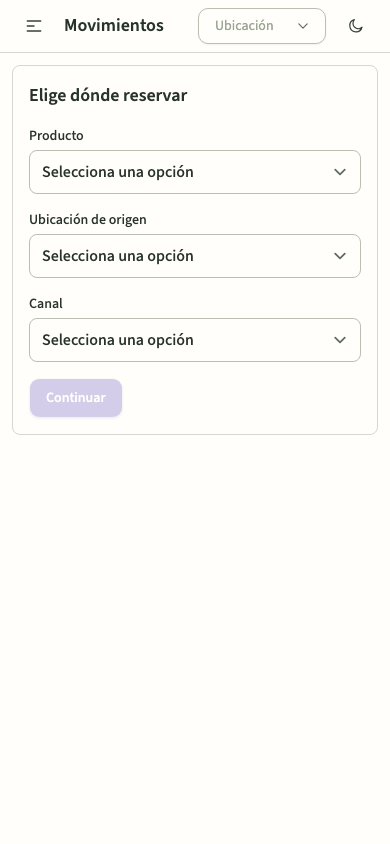 Movimientos
Ubicación
Elige dónde reservar
Producto
Selecciona una opción
Ubicación de origen
Selecciona una opción
Canal
Selecciona una opción
Continuar